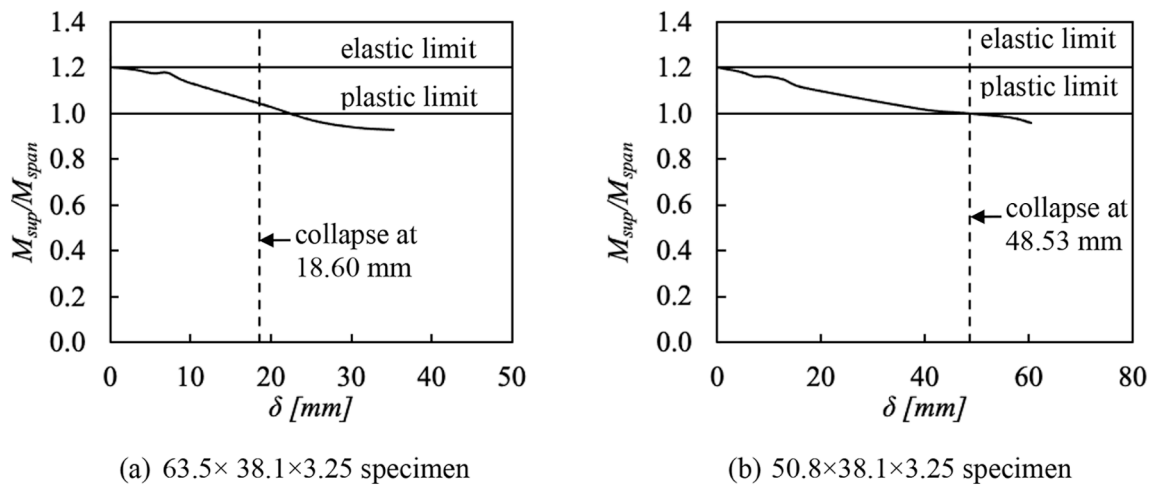 1.4
1.2
1.0
0.8
0.6
0.4
0.2
0.0
M_sup/M_span
elastic limit
plastic limit
collapse at
18.60 mm
0 10 20 30 40 50
δ [mm]
(a) 63.5× 38.1×3.25 specimen
1.4
1.2
1.0
0.8
0.6
0.4
0.2
0.0
M_sup/M_span
elastic limit
plastic limit
collapse at
48.53 mm
0 20 40 60 80
δ [mm]
(b) 50.8×38.1×3.25 specimen